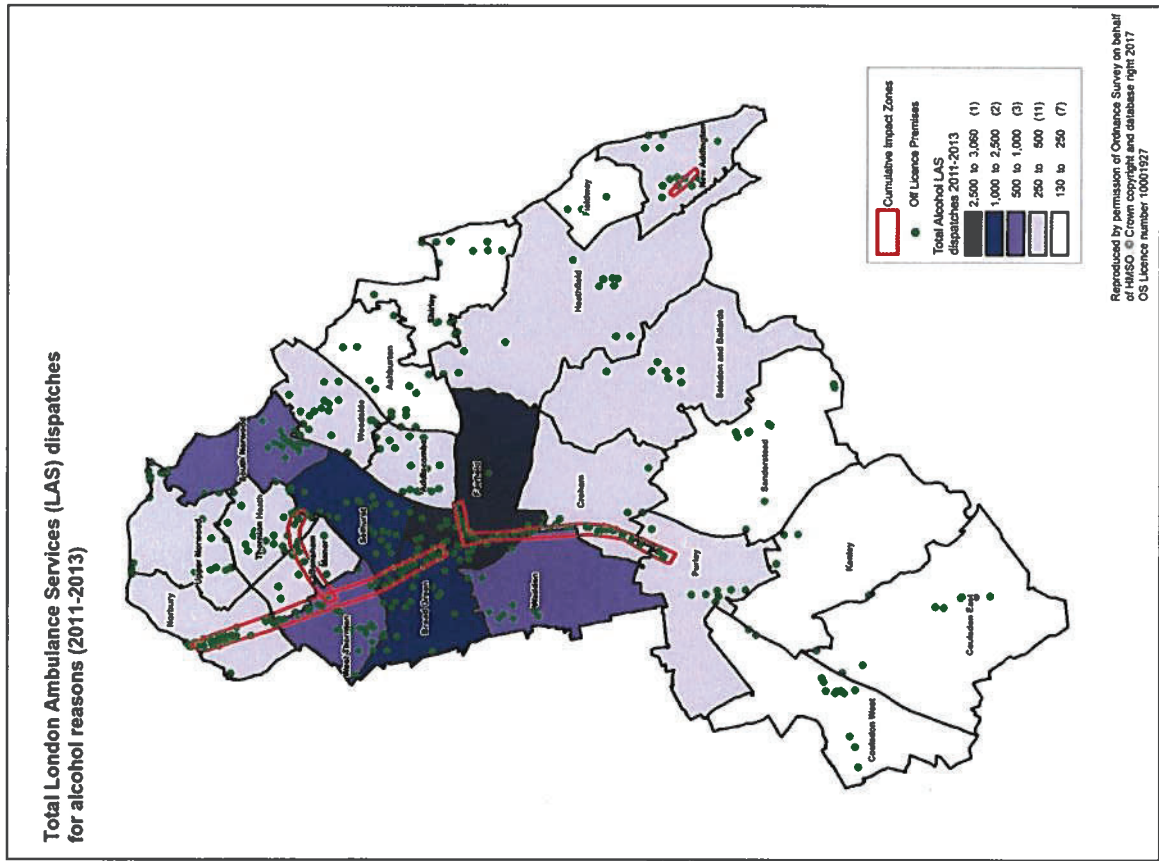 Total London Ambulance Services (LAS) dispatches
for alcohol reasons (2011-2013)
Norbury
Upper Norwood
Thornton Heath
South Norwood
Bensham
Manor
West Thornton
Selhurst
Woodside
Broad Green
Addiscombe
Ashburton
Shirley
Fairfield
Waddon
Croham
Heathfield
Fieldway
New Addington
Selsdon and Ballards
Purley
Sanderstead
Kenley
Coulsdon West
Coulsdon East
Cumulative Impact Zones
Off Licence Premises
Total Alcohol LAS
dispatches 2011-2013
2,500 to 3,060 (1)
1,000 to 2,500 (2)
500 to 1,000 (3)
250 to 500 (11)
130 to 250 (7)
Reproduced by permission of Ordnance Survey on behalf
of HMSO. © Crown copyright and database right 2017
OS Licence number 10001927